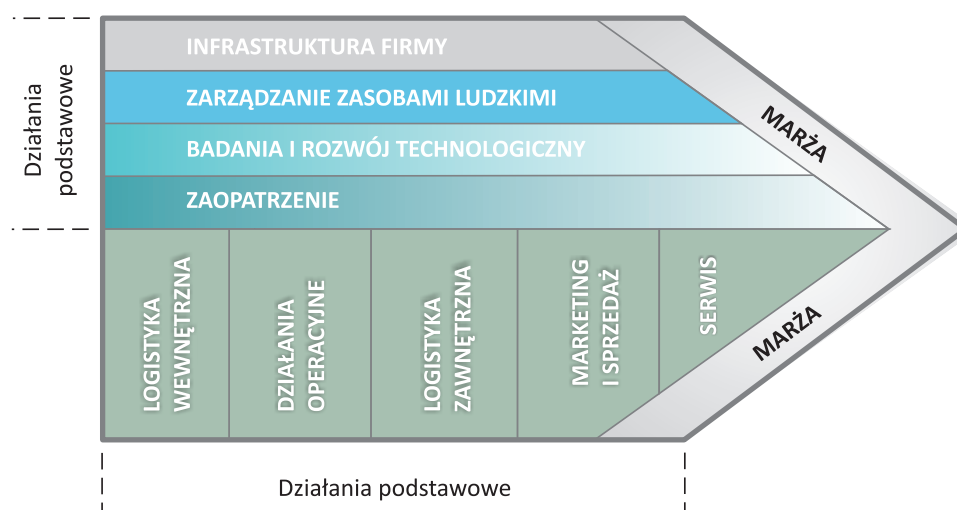 Działania
podstawowe
INFRASTRUKTURA FIRMY
ZARZĄDZANIE ZASOBAMI LUDZKIMI
BADANIA I ROZWÓJ TECHNOLOGICZNY
ZAOPATRZENIE
MARŻA
LOGISTYKA
WEWNĘTRZNA
DZIAŁANIA
OPERACYJNE
LOGISTYKA
ZAWNĘTRZNA
MARKETING
I SPRZEDAŻ
SERWIS
MARŻA
Działania podstawowe